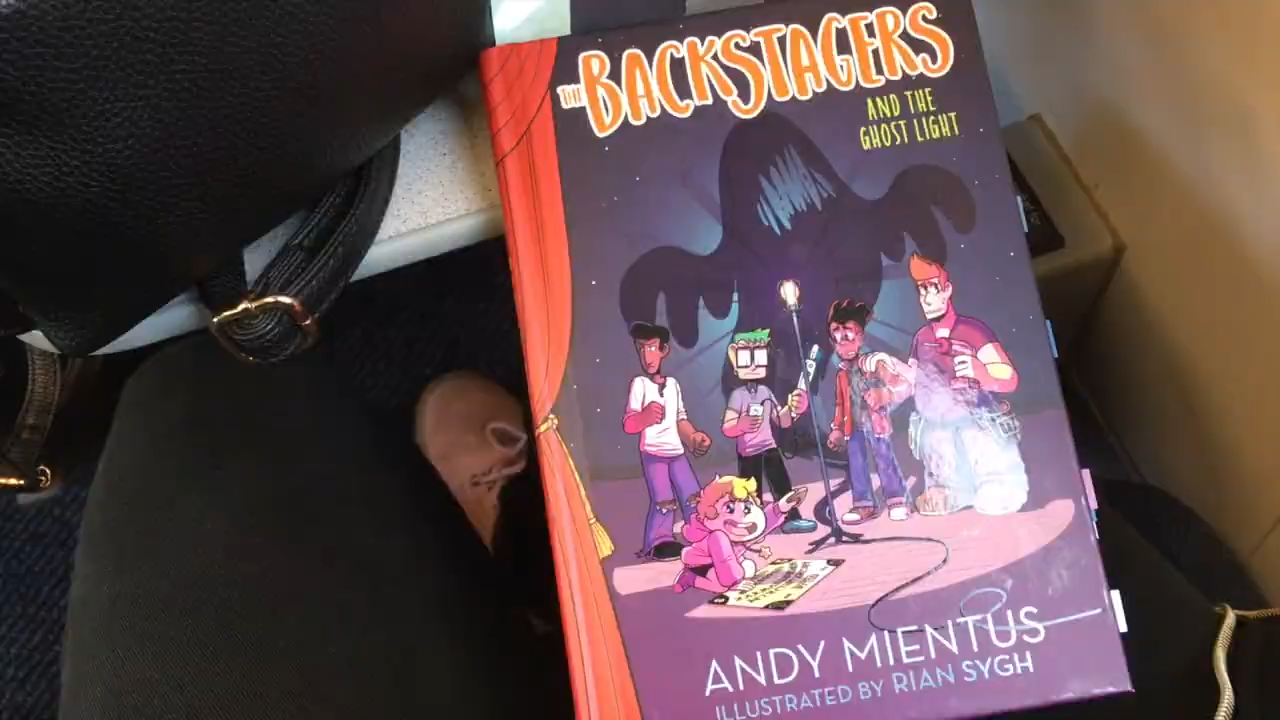 THE BACKSTAGERS
AND THE
GHOST LIGHT
ANDY MIENTUS
ILLUSTRATED BY RIAN SYGH